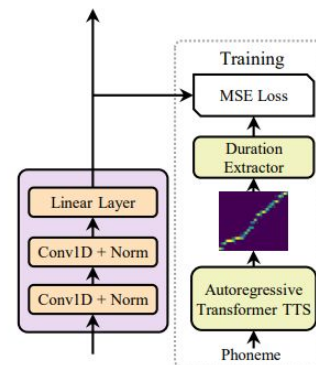 Training
MSE Loss
Duration
Extractor
Linear Layer
Conv1D + Norm
Conv1D + Norm
Autoregressive
Transformer TTS
Phoneme